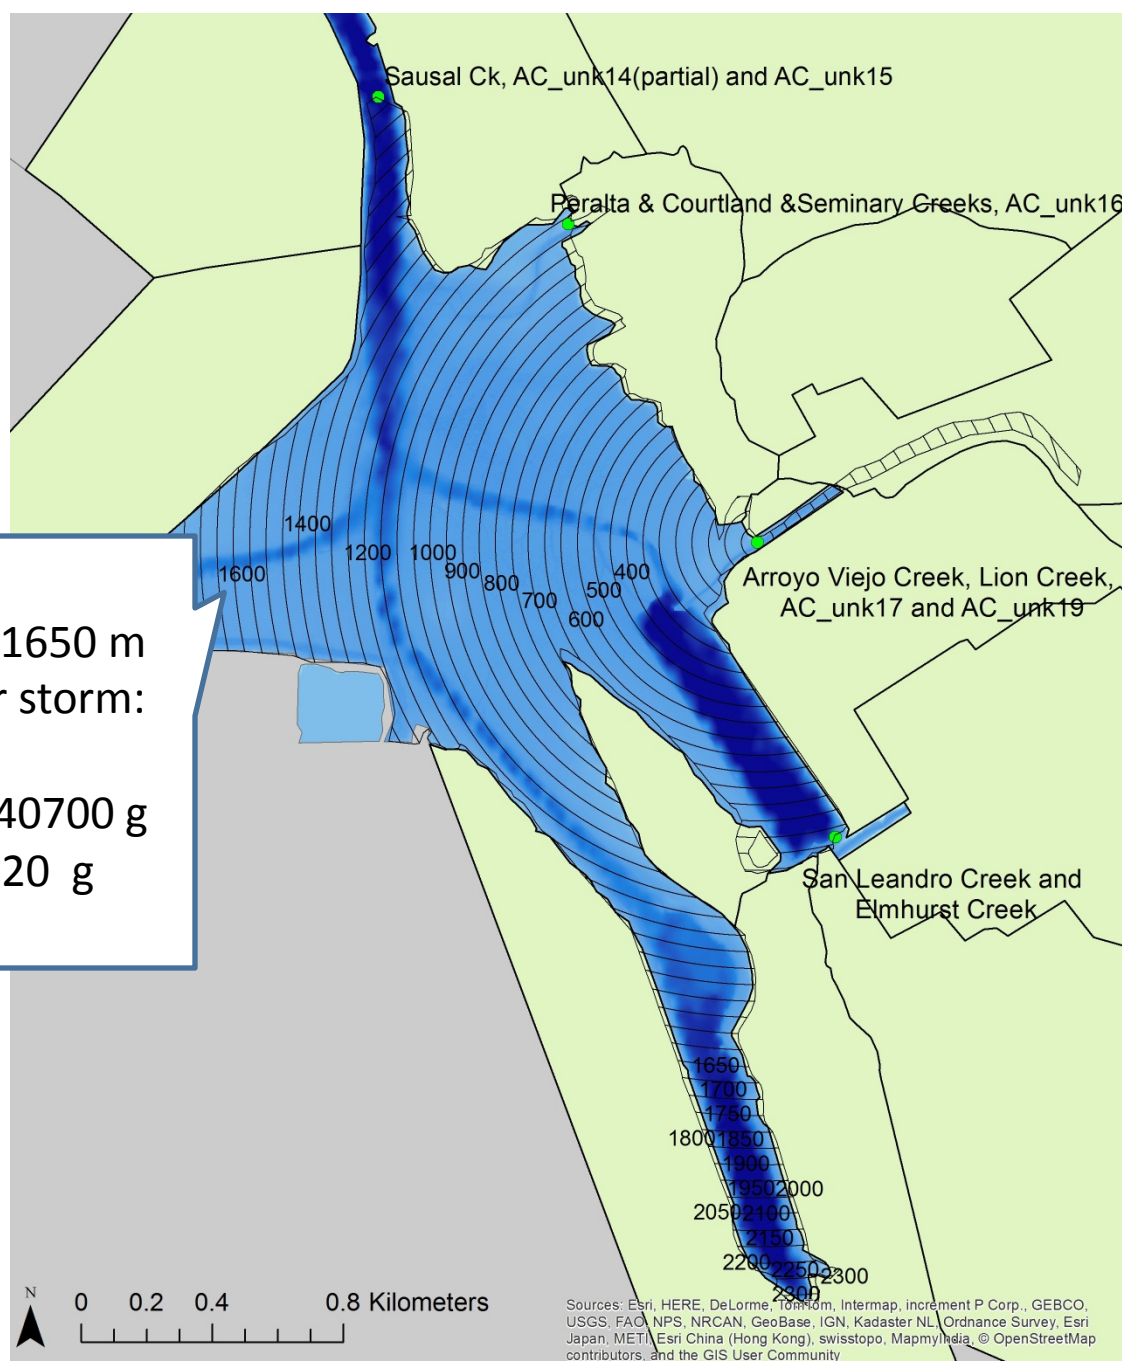 Sausal Ck, AC_unk14(partial) and AC_unk15
Peralta & Courtland &Seminary Creeks, AC_unk16
1400
1200
1000
900
800
700
600
500
400
1600
Arroyo Viejo Creek, Lion Creek,
AC_unk17 and AC_unk19
1650 m
r storm:
40700 g
20 g
San Leandro Creek and
Elmhurst Creek
1650
1700
1750
1800 1850
1900
1950 2000
2050 2100
2150
2200 2250 2300
2300
N
0 0.2 0.4 0.8 Kilometers
Sources: Esri, HERE, DeLorme, TomTom, Intermap, increment P Corp., GEBCO,
USGS, FAO, NPS, NRCAN, GeoBase, IGN, Kadaster NL, Ordnance Survey, Esri
Japan, METI, Esri China (Hong Kong), swisstopo, MapmyIndia, © OpenStreetMap
contributors, and the GIS User Community